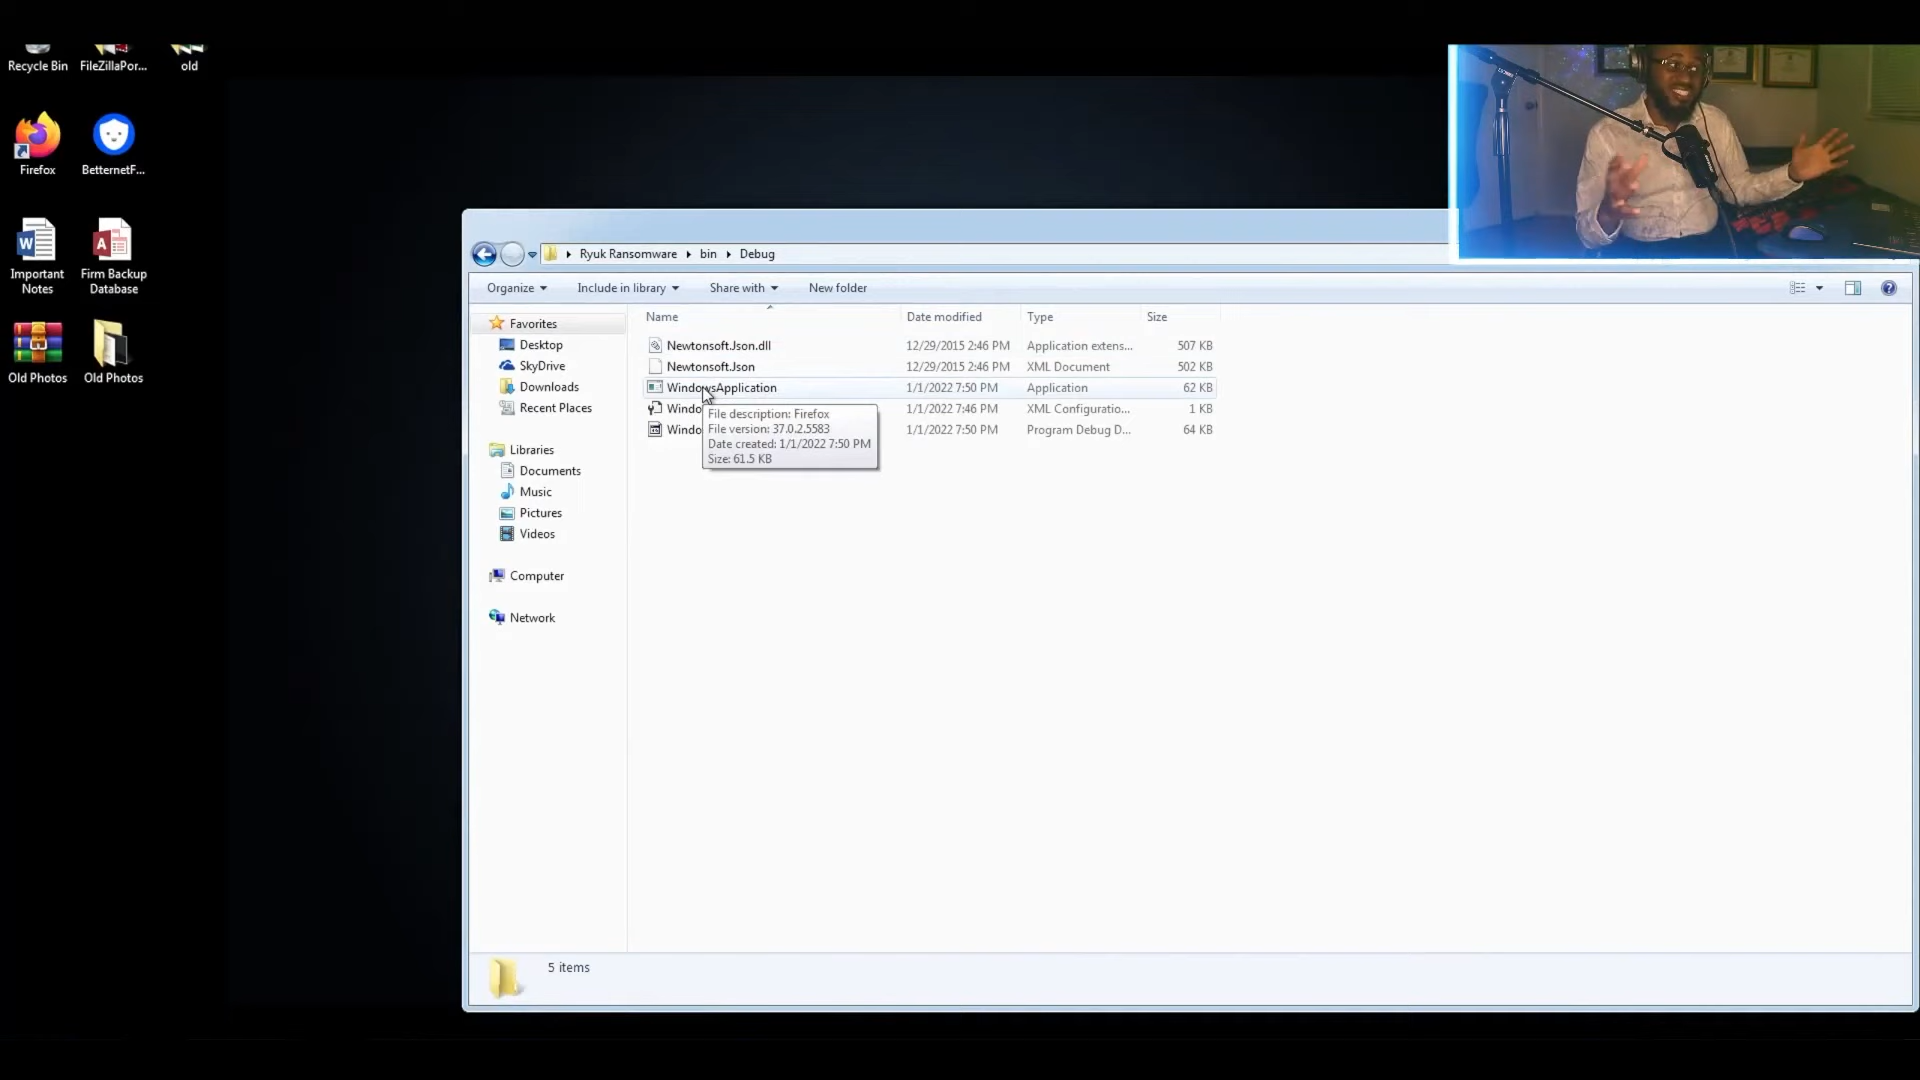 Recycle Bin
FileZillaPor...
old
Firefox
BetternetF...
Important
Notes
Firm Backup
Database
Old Photos
Old Photos
Ryuk Ransomware
bin
Debug
Organize
Include in library
Share with
New folder
Favorites
Desktop
SkyDrive
Downloads
Recent Places
Libraries
Documents
Music
Pictures
Videos
Computer
Network
Name
Date modified
Type
Size
Newtonsoft.Json.dll 12/29/2015 2:46 PM Application extens... 507 KB
Newtonsoft.Json 12/29/2015 2:46 PM XML Document 502 KB
WindowsApplication 1/1/2022 7:50 PM Application 62 KB
Windo 1/1/2022 7:46 PM XML Configuratio... 1 KB
Windo 1/1/2022 7:50 PM Program Debug D... 64 KB
File description: Firefox
File version: 37.0.2.5583
Date created: 1/1/2022 7:50 PM
Size: 61.5 KB
5 items